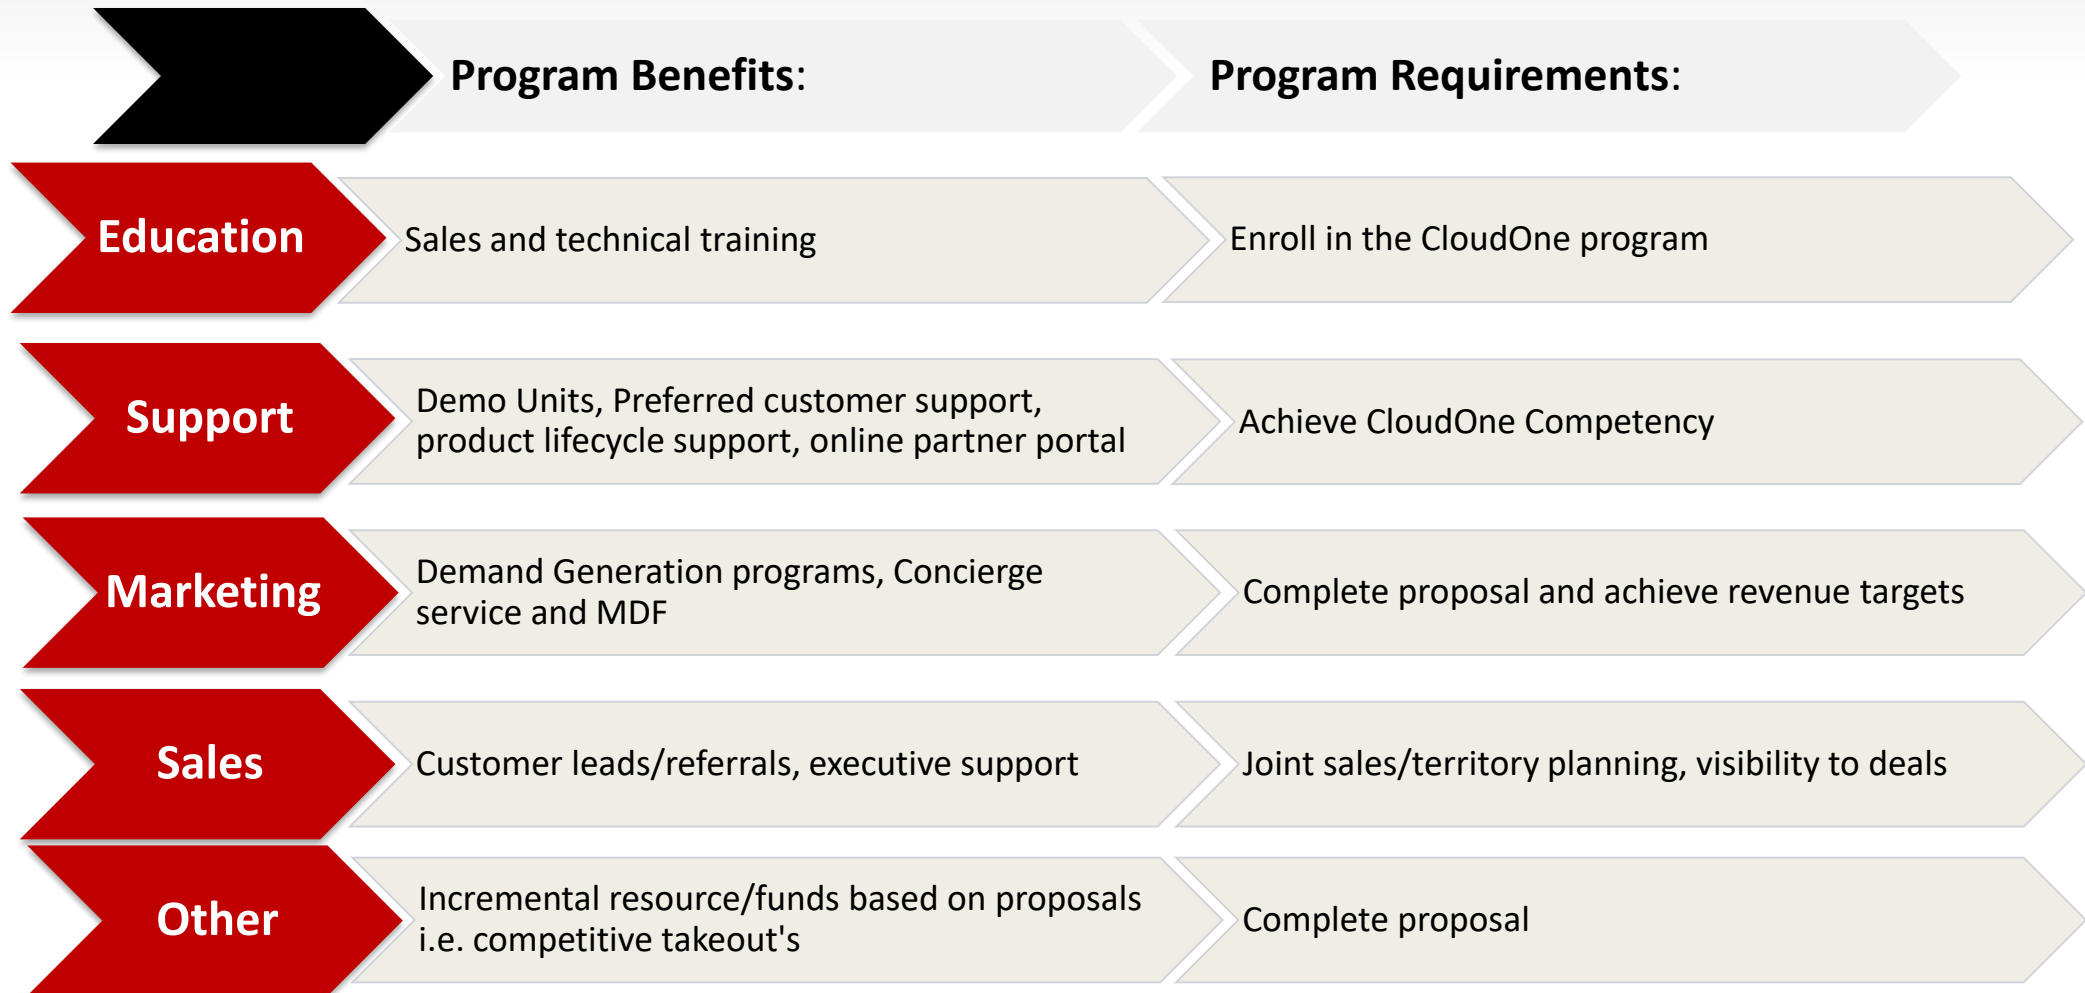 Program Benefits:
Program Requirements:
Education
Sales and technical training
Enroll in the CloudOne program
Support
Demo Units, Preferred customer support,
product lifecycle support, online partner portal
Achieve CloudOne Competency
Marketing
Demand Generation programs, Concierge
service and MDF
Complete proposal and achieve revenue targets
Sales
Customer leads/referrals, executive support
Joint sales/territory planning, visibility to deals
Other
Incremental resource/funds based on proposals
i.e. competitive takeout's
Complete proposal